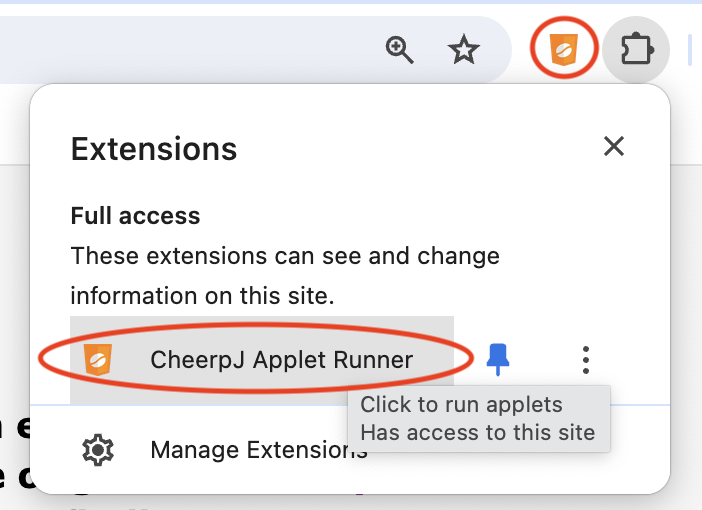 Extensions
Full access
These extensions can see and change
information on this site.
CheerpJ Applet Runner
Click to run applets
Has access to this site
Manage Extensions